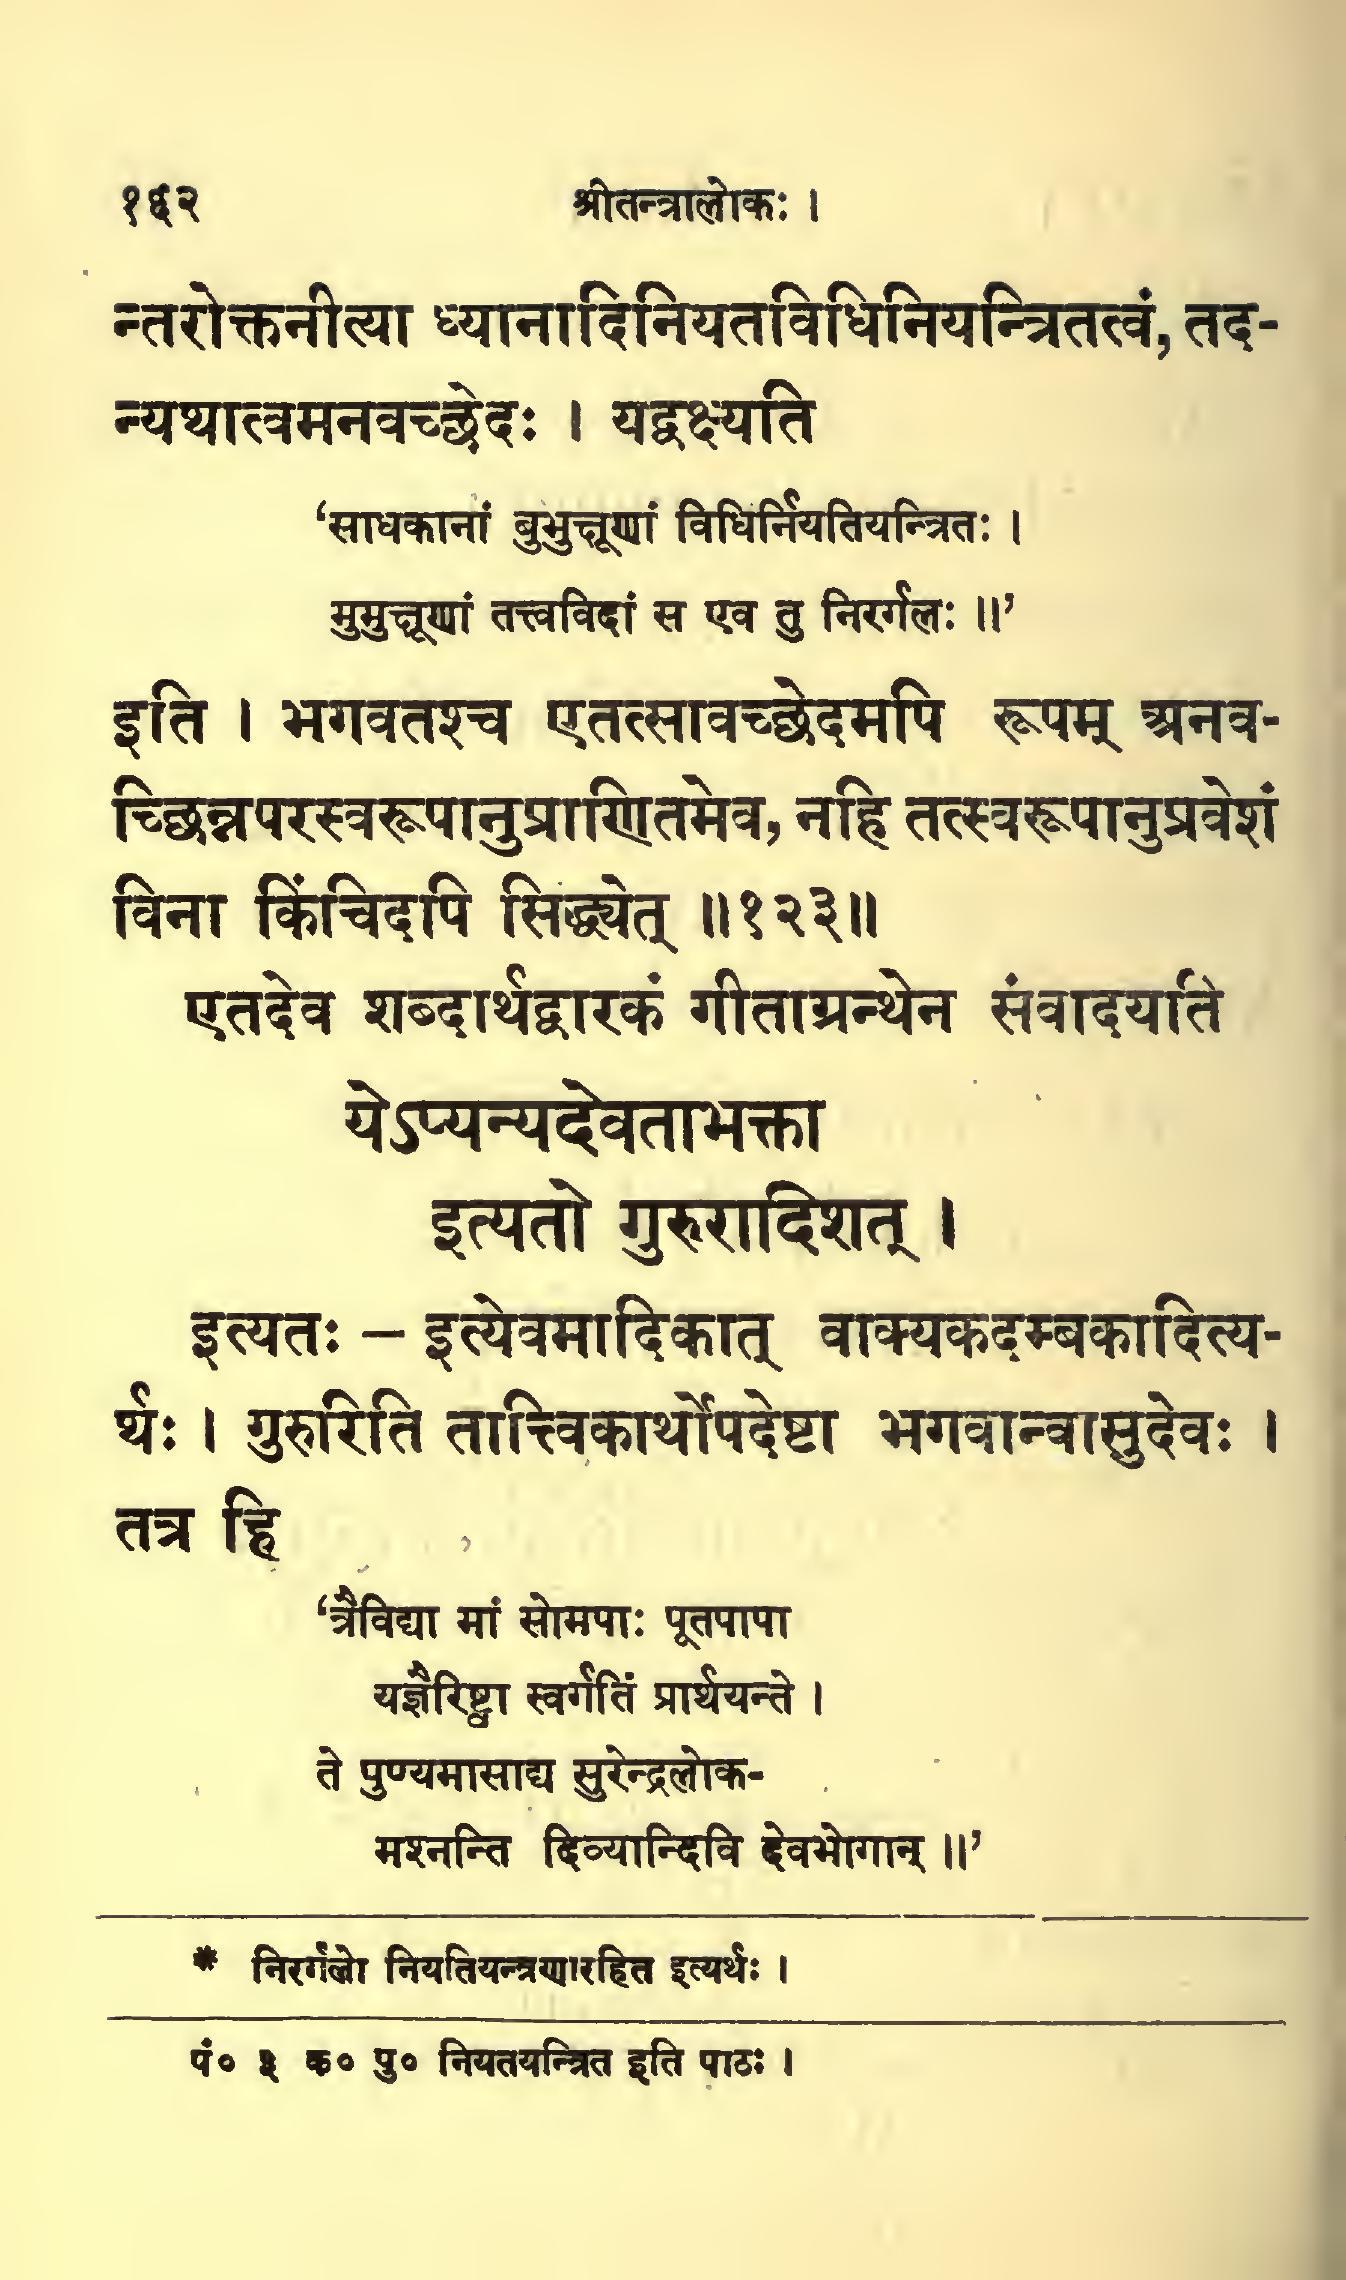 १६२ श्रीतन्त्रालोकः ।
न्तरोक्तनीत्या ध्यानादिनियतविधिनियन्त्रितत्वं, तद-
न्यथात्वमनवच्छेदः । यद्वक्ष्यति
‘साधकानां बुभुक्षूणां विधिर्नियतियन्त्रितः ।
मुमुक्षूणां तत्त्वविदां स एव तु निरर्गलः ॥’
इति । भगवतश्च एतत्सावच्छेदमपि रूपम् अनव-
च्छिन्नपरस्वरूपानुप्राणितमेव, नहि तत्स्वरूपानुप्रवेशं
विना किंचिदपि सिद्ध्येत् ॥१२३॥
एतदेव शब्दार्थद्वारकं गीताग्रन्थेन संवादयति
येऽप्यन्यदेवताभक्ता
इत्यतो गुरुरादिशत् ।
इत्यतः – इत्येवमादिकात् वाक्यकदम्बकादित्य-
र्थः । गुरुरिति तात्त्विकार्थोपदेष्टा भगवान्वासुदेवः ।
तत्र हि
‘त्रैविद्या मां सोमपाः पूतपापा
यज्ञैरिष्ट्वा स्वर्गतिं प्रार्थयन्ते ।
ते पुण्यमासाद्य सुरेन्द्रलोक-
मश्नन्ति दिव्यान्दिवि देवभोगान् ॥’
* निरर्गलो नियतियन्त्रणारहित इत्यर्थः ।
पं० ३ क० पु० नियतयन्त्रित इति पाठः ।